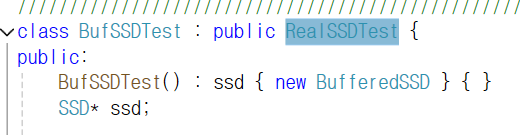 ////////////////////////////////////////////////////////////
class BufSSDTest : public RealSSDTest {
public:
BufSSDTest() : ssd { new BufferedSSD } { }
SSD* ssd;